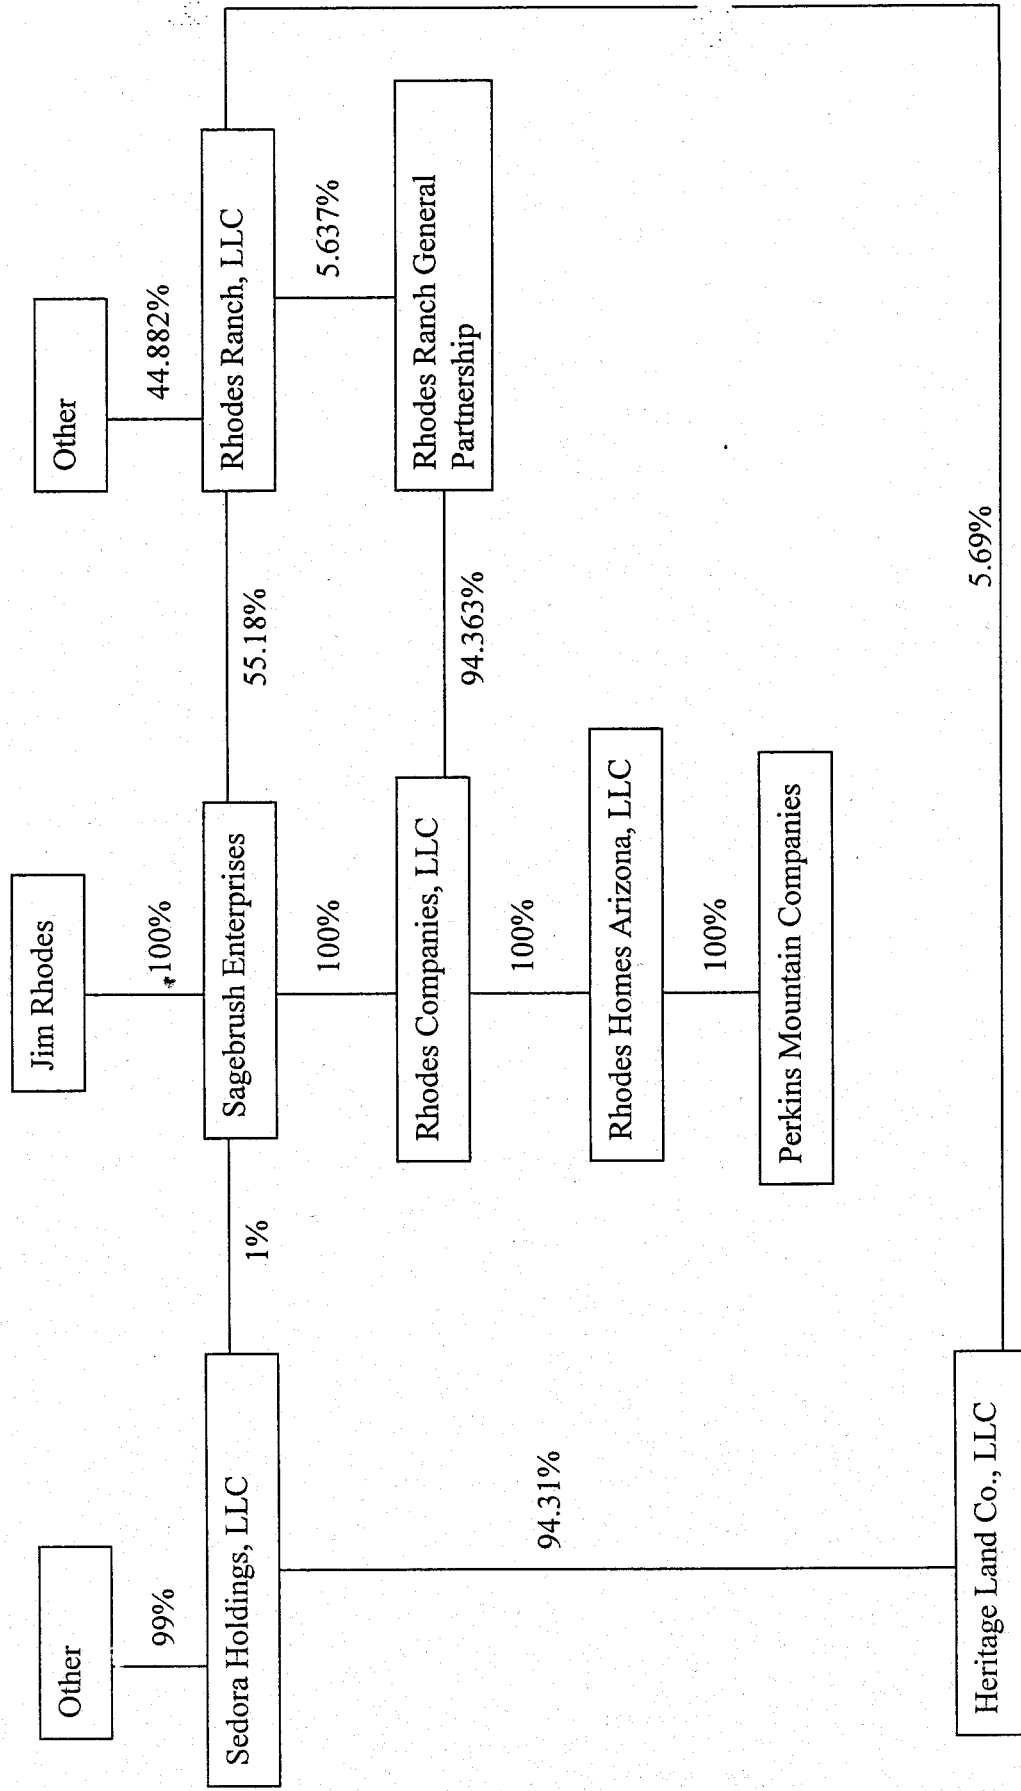 Jim Rhodes
Other
Other
99%
100%
44.882%
Sedora Holdings, LLC
1%
Sagebrush Enterprises
55.18%
Rhodes Ranch, LLC
100%
5.637%
Rhodes Companies, LLC
94.363%
Rhodes Ranch General
Partnership
100%
Rhodes Homes Arizona, LLC
94.31%
100%
Perkins Mountain Companies
Heritage Land Co., LLC
5.69%